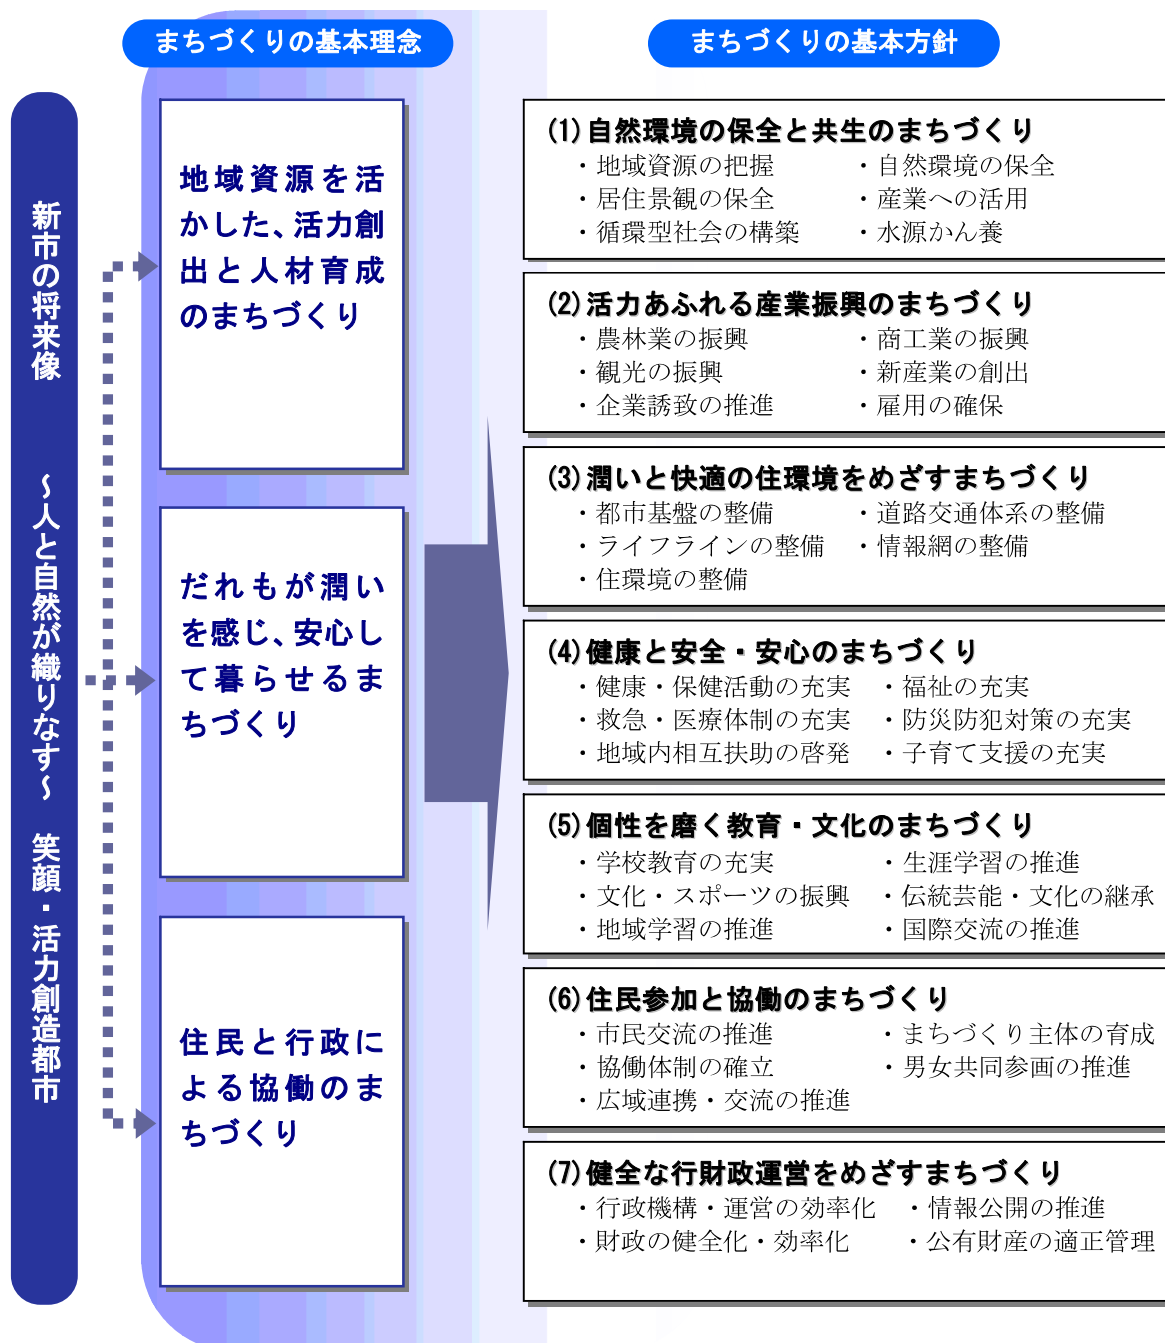 まちづくりの基本理念
まちづくりの基本方針
新市の将来像　～人と自然が織りなす～　笑顔・活力創造都市
地域資源を活
かした、活力創
出と人材育成
のまちづくり
だれもが潤い
を感じ、安心し
て暮らせるま
ちづくり
住民と行政に
よる協働のま
ちづくり
(1)自然環境の保全と共生のまちづくり
・地域資源の把握　・自然環境の保全
・居住景観の保全　・産業への活用
・循環型社会の構築　・水源かん養
(2)活力あふれる産業振興のまちづくり
・農林業の振興　・商工業の振興
・観光の振興　・新産業の創出
・企業誘致の推進　・雇用の確保
(3)潤いと快適の住環境をめざすまちづくり
・都市基盤の整備　・道路交通体系の整備
・ライフラインの整備　・情報網の整備
・住環境の整備
(4)健康と安全・安心のまちづくり
・健康・保健活動の充実　・福祉の充実
・救急・医療体制の充実　・防災防犯対策の充実
・地域内相互扶助の啓発　・子育て支援の充実
(5)個性を磨く教育・文化のまちづくり
・学校教育の充実　・生涯学習の推進
・文化・スポーツの振興　・伝統芸能・文化の継承
・地域学習の推進　・国際交流の推進
(6)住民参加と協働のまちづくり
・市民交流の推進　・まちづくり主体の育成
・協働体制の確立　・男女共同参画の推進
・広域連携・交流の推進
(7)健全な行財政運営をめざすまちづくり
・行政機構・運営の効率化　・情報公開の推進
・財政の健全化・効率化　・公有財産の適正管理